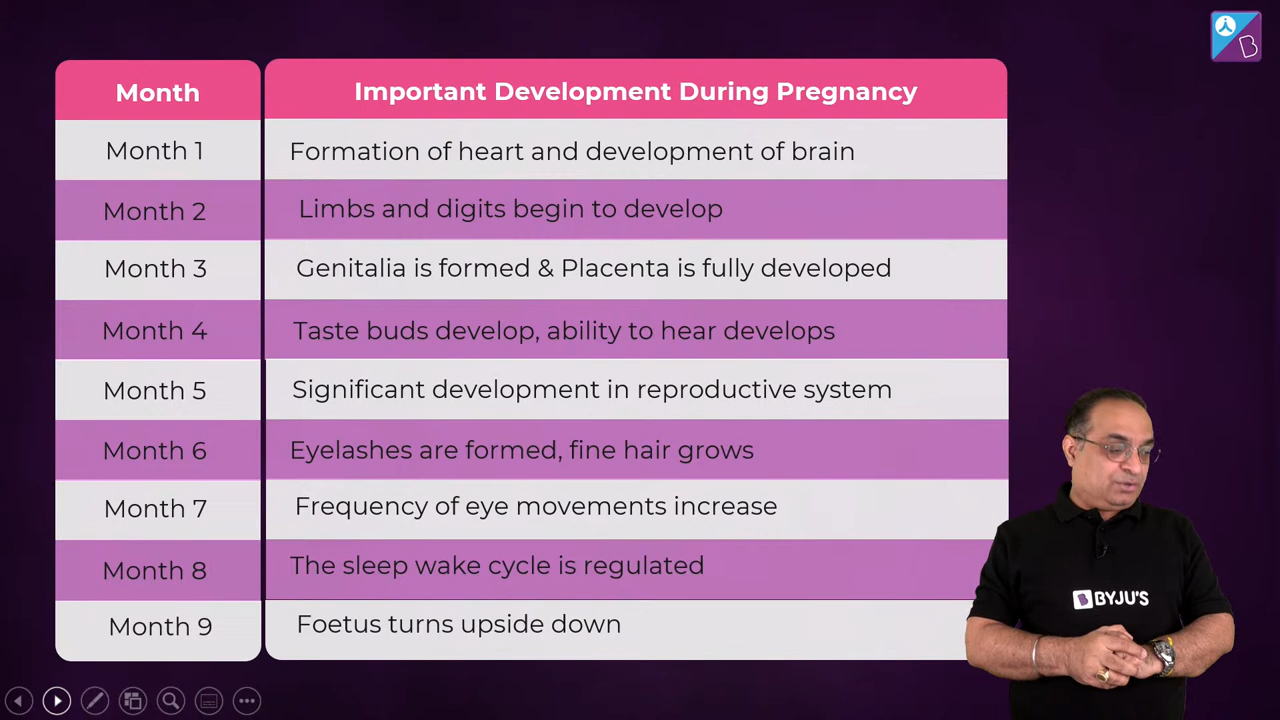 Month Important Development During Pregnancy
Month 1 Formation of heart and development of brain
Month 2 Limbs and digits begin to develop
Month 3 Genitalia is formed & Placenta is fully developed
Month 4 Taste buds develop, ability to hear develops
Month 5 Significant development in reproductive system
Month 6 Eyelashes are formed, fine hair grows
Month 7 Frequency of eye movements increase
Month 8 The sleep wake cycle is regulated
Month 9 Foetus turns upside down
B
B BYJU'S